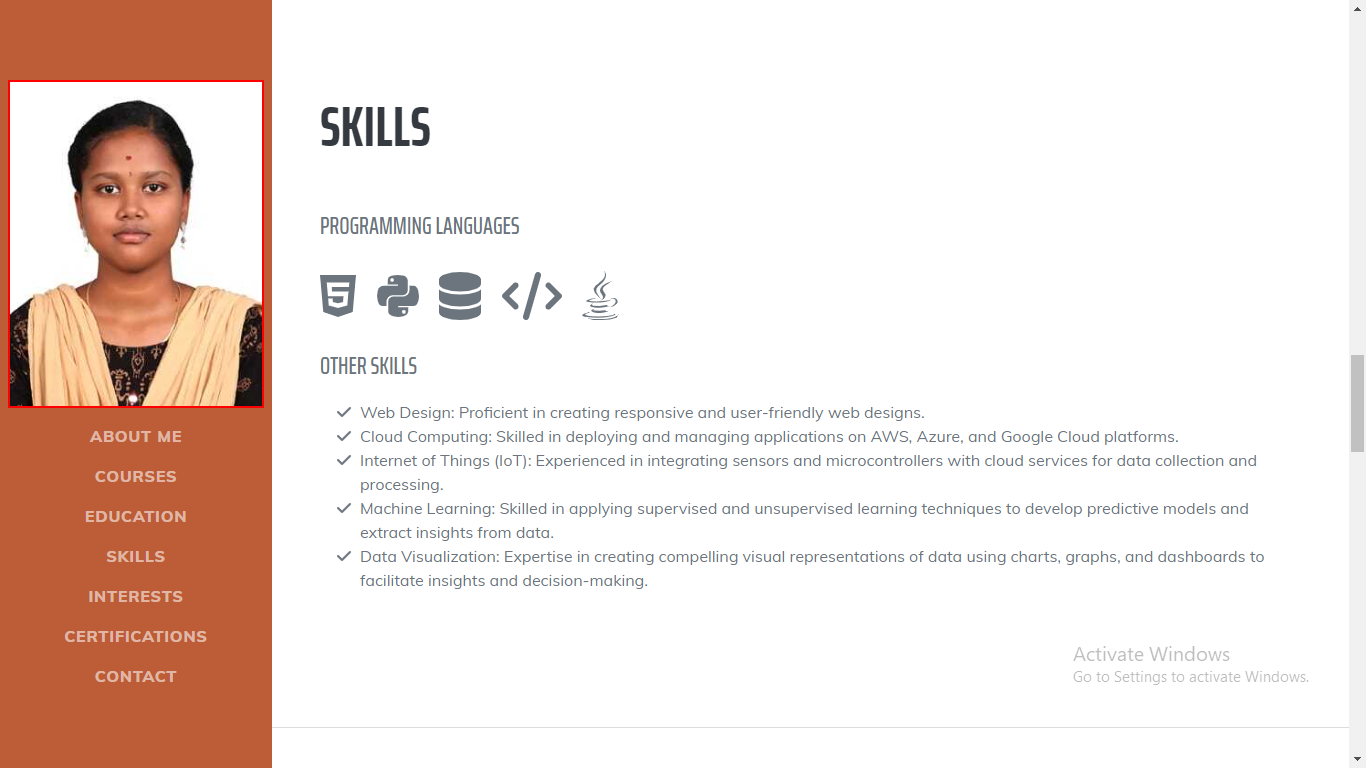 ABOUT ME
COURSES
EDUCATION
SKILLS
INTERESTS
CERTIFICATIONS
CONTACT
SKILLS
PROGRAMMING LANGUAGES
OTHER SKILLS
Web Design: Proficient in creating responsive and user-friendly web designs.
Cloud Computing: Skilled in deploying and managing applications on AWS, Azure, and Google Cloud platforms.
Internet of Things (IoT): Experienced in integrating sensors and microcontrollers with cloud services for data collection and
processing.
Machine Learning: Skilled in applying supervised and unsupervised learning techniques to develop predictive models and
extract insights from data.
Data Visualization: Expertise in creating compelling visual representations of data using charts, graphs, and dashboards to
facilitate insights and decision-making.
Activate Windows
Go to Settings to activate Windows.